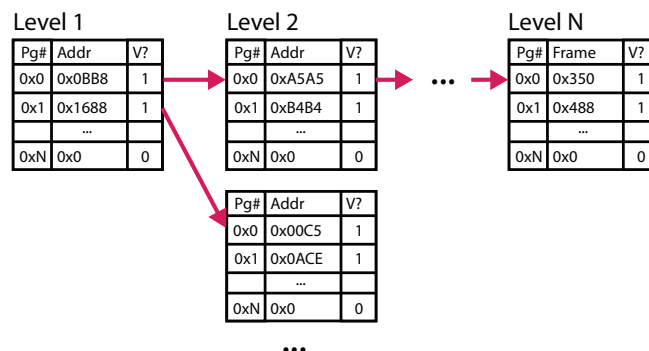 Level 1
Level 2
Level N
Pg# Addr V?
0x0 0x0BB8 1
0x1 0x1688 1
...
0xN 0x0 0
Pg# Addr V?
0x0 0xA5A5 1
0x1 0xB4B4 1
...
0xN 0x0 0
...
Pg# Frame V?
0x0 0x350 1
0x1 0x488 1
...
0xN 0x0 0
Pg# Addr V?
0x0 0x00C5 1
0x1 0x0ACE 1
...
0xN 0x0 0
...